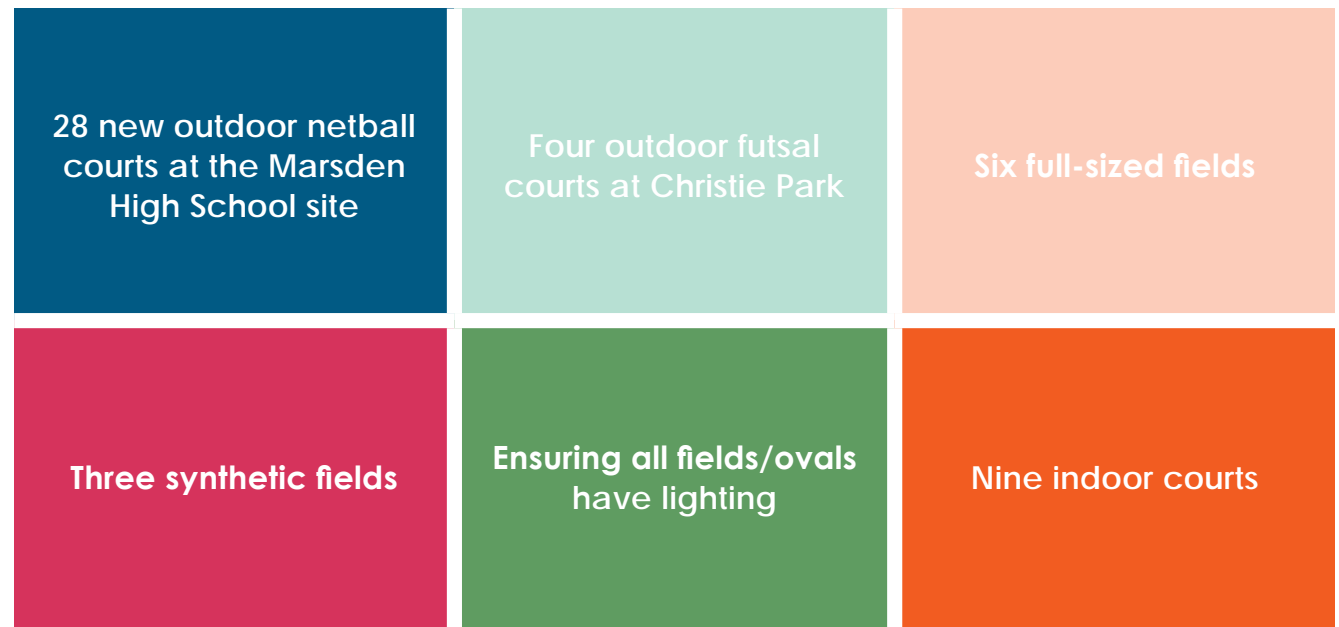 28 new outdoor netball
courts at the Marsden
High School site
Four outdoor futsal
courts at Christie Park
Six full-sized fields
Three synthetic fields
Ensuring all fields/ovals
have lighting
Nine indoor courts